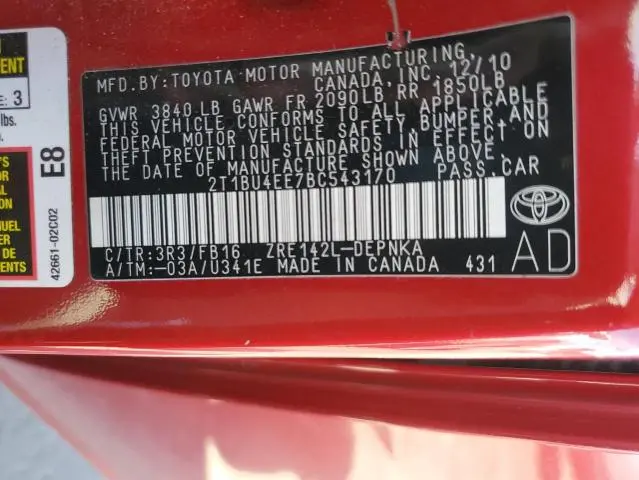 MFD.BY:TOYOTA MOTOR MANUFACTURING,
CANADA,INC. 12/10
GVWR 3840LB GAWR FR 2090LB RR 1850LB
THIS VEHICLE CONFORMS TO ALL APPLICABLE
FEDERAL MOTOR VEHICLE SAFETY,BUMPER,AND
THEFT PREVENTION STANDARDS IN EFFECT ON
THE DATE OF MANUFACTURE SHOWN ABOVE.
2T1BU4EE7BC543170 PASS.CAR
C/TR:3R3/FB16 ZRE142L-DEPNKA
A/TM:-03A/U341E MADE IN CANADA 431
AD
E8
42661-02C02
: 3
lbs.